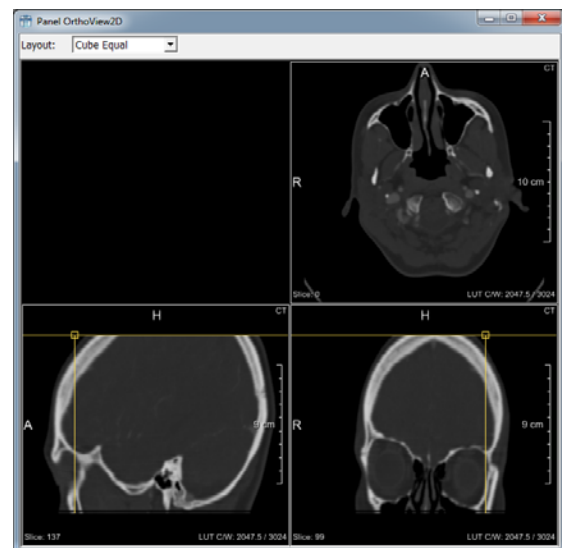 Panel OrthoView2D
Layout: Cube Equal
A
CT
R
10 cm
Slice: 0
LUT C/W: 2047.5 / 3024
H
CT
A
9 cm
Slice: 137
LUT C/W: 2047.5 / 3024
H
CT
R
9 cm
Slice: 99
LUT C/W: 2047.5 / 3024